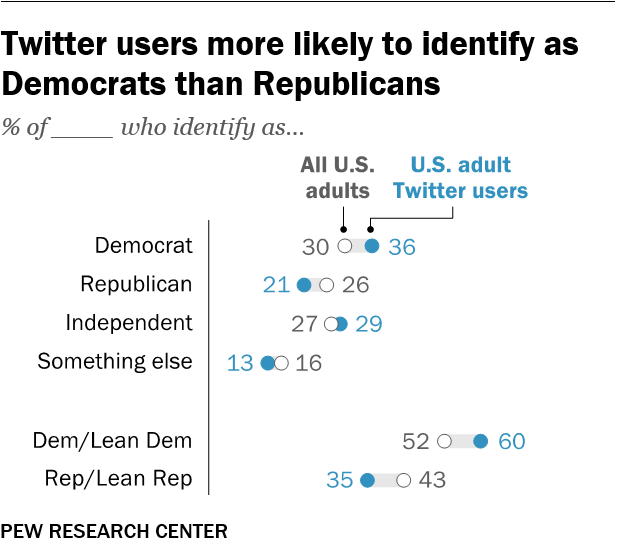 Twitter users more likely to identify as
Democrats than Republicans
% of ____ who identify as...
All U.S. adults
U.S. adult Twitter users
Democrat 30 36
Republican 21 26
Independent 27 29
Something else 13 16
Dem/Lean Dem 52 60
Rep/Lean Rep 35 43
PEW RESEARCH CENTER